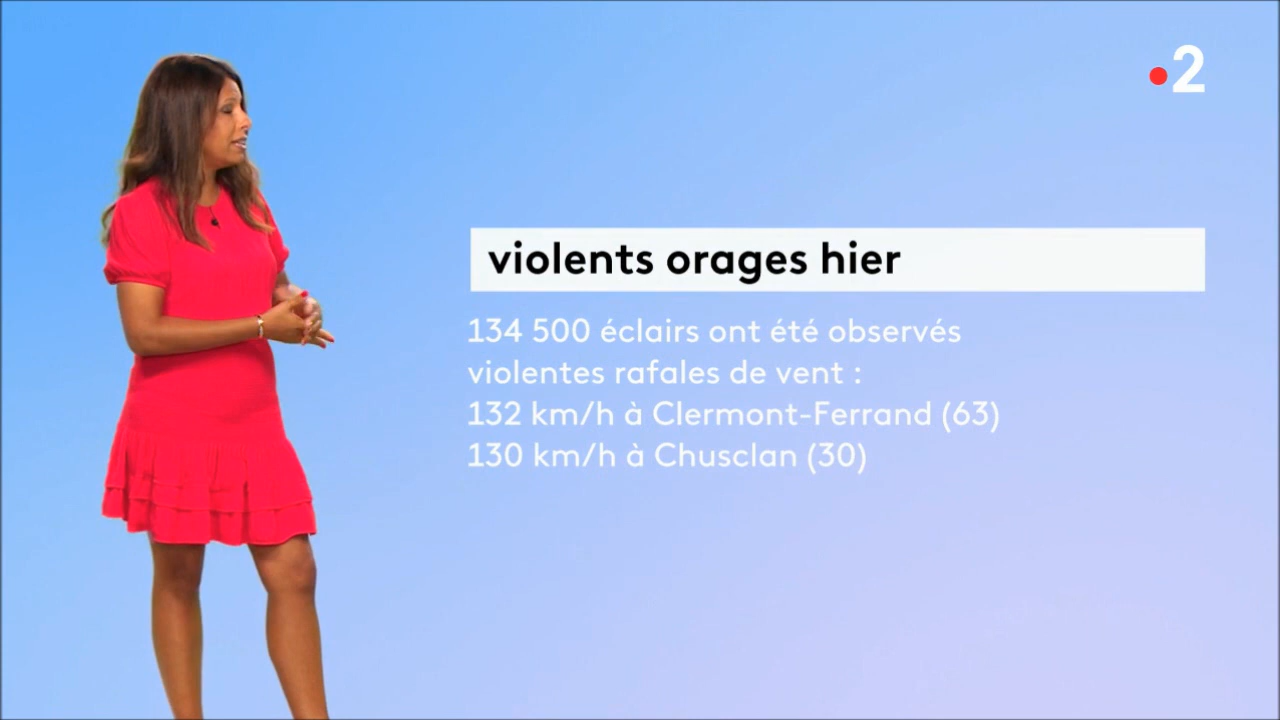 2
violents orages hier
134 500 éclairs ont été observés
violentes rafales de vent :
132 km/h à Clermont-Ferrand (63)
130 km/h à Chusclan (30)